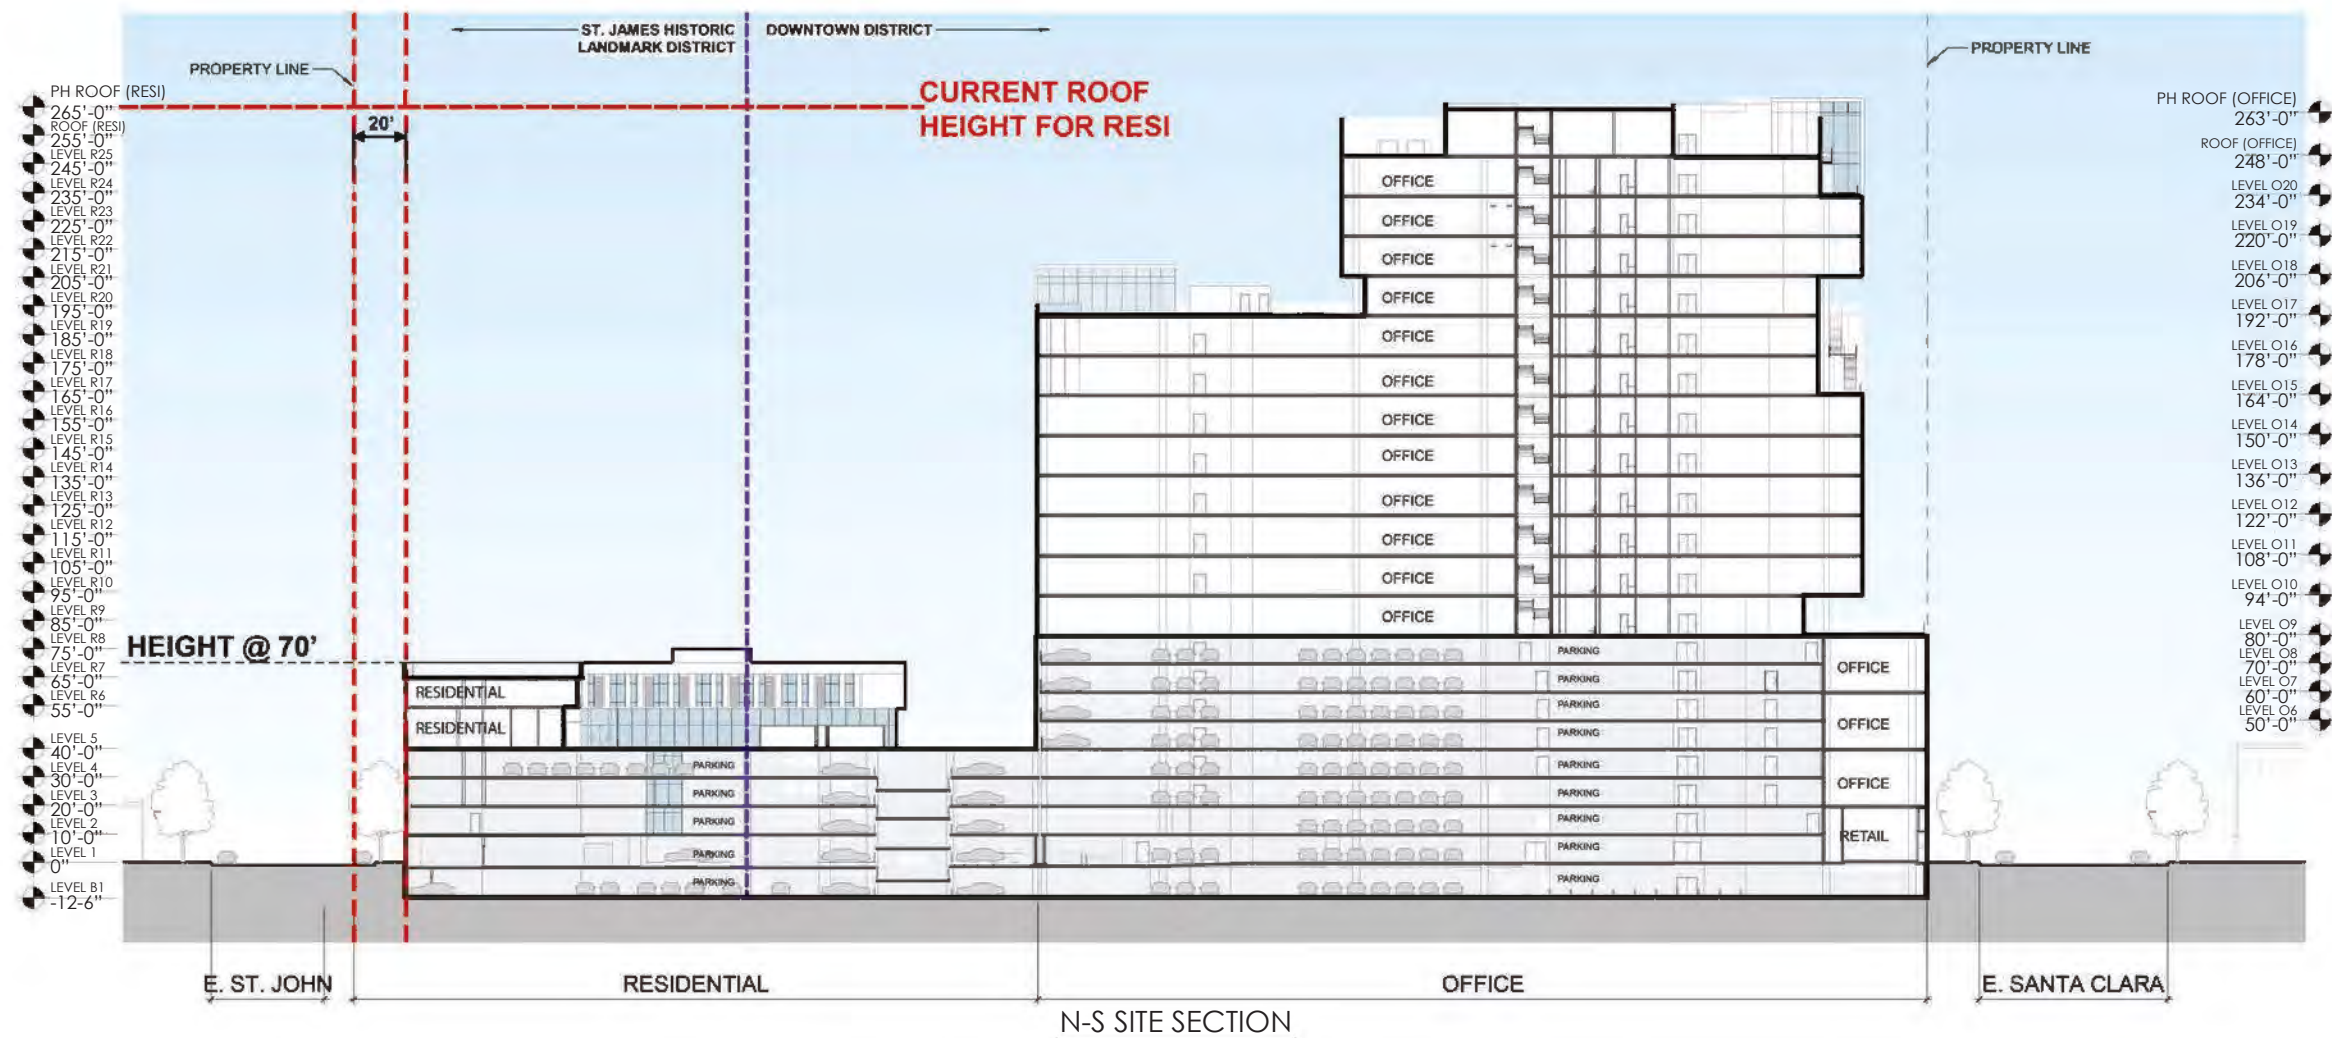 ST. JAMES HISTORIC
LANDMARK DISTRICT
DOWNTOWN DISTRICT
PROPERTY LINE
PROPERTY LINE
CURRENT ROOF
HEIGHT FOR RESI
20'
PH ROOF (RESI)
265'-0"
ROOF (RESI)
255'-0"
LEVEL R25
245'-0"
LEVEL R24
235'-0"
LEVEL R23
225'-0"
LEVEL R22
215'-0"
LEVEL R21
205'-0"
LEVEL R20
195'-0"
LEVEL R19
185'-0"
LEVEL R18
175'-0"
LEVEL R17
165'-0"
LEVEL R16
155'-0"
LEVEL R15
145'-0"
LEVEL R14
135'-0"
LEVEL R13
125'-0"
LEVEL R12
115'-0"
LEVEL R11
105'-0"
LEVEL R10
95'-0"
LEVEL R9
85'-0"
LEVEL R8
75'-0"
LEVEL R7
65'-0"
LEVEL R6
55'-0"
LEVEL 5
40'-0"
LEVEL 4
30'-0"
LEVEL 3
20'-0"
LEVEL 2
10'-0"
LEVEL 1
0"
LEVEL B1
-12-6"
HEIGHT @ 70'
RESIDENTIAL
RESIDENTIAL
PARKING
PARKING
PARKING
PARKING
PARKING
OFFICE
OFFICE
OFFICE
OFFICE
OFFICE
OFFICE
OFFICE
OFFICE
OFFICE
OFFICE
OFFICE
OFFICE
PARKING
PARKING
PARKING
PARKING
PARKING
PARKING
PARKING
PARKING
PARKING
OFFICE
OFFICE
OFFICE
RETAIL
PH ROOF (OFFICE)
263'-0"
ROOF (OFFICE)
248'-0"
LEVEL O20
234'-0"
LEVEL O19
220'-0"
LEVEL O18
206'-0"
LEVEL O17
192'-0"
LEVEL O16
178'-0"
LEVEL O15
164'-0"
LEVEL O14
150'-0"
LEVEL O13
136'-0"
LEVEL O12
122'-0"
LEVEL O11
108'-0"
LEVEL O10
94'-0"
LEVEL O9
80'-0"
LEVEL O8
70'-0"
LEVEL O7
60'-0"
LEVEL O6
50'-0"
E. ST. JOHN
RESIDENTIAL
OFFICE
E. SANTA CLARA
N-S SITE SECTION